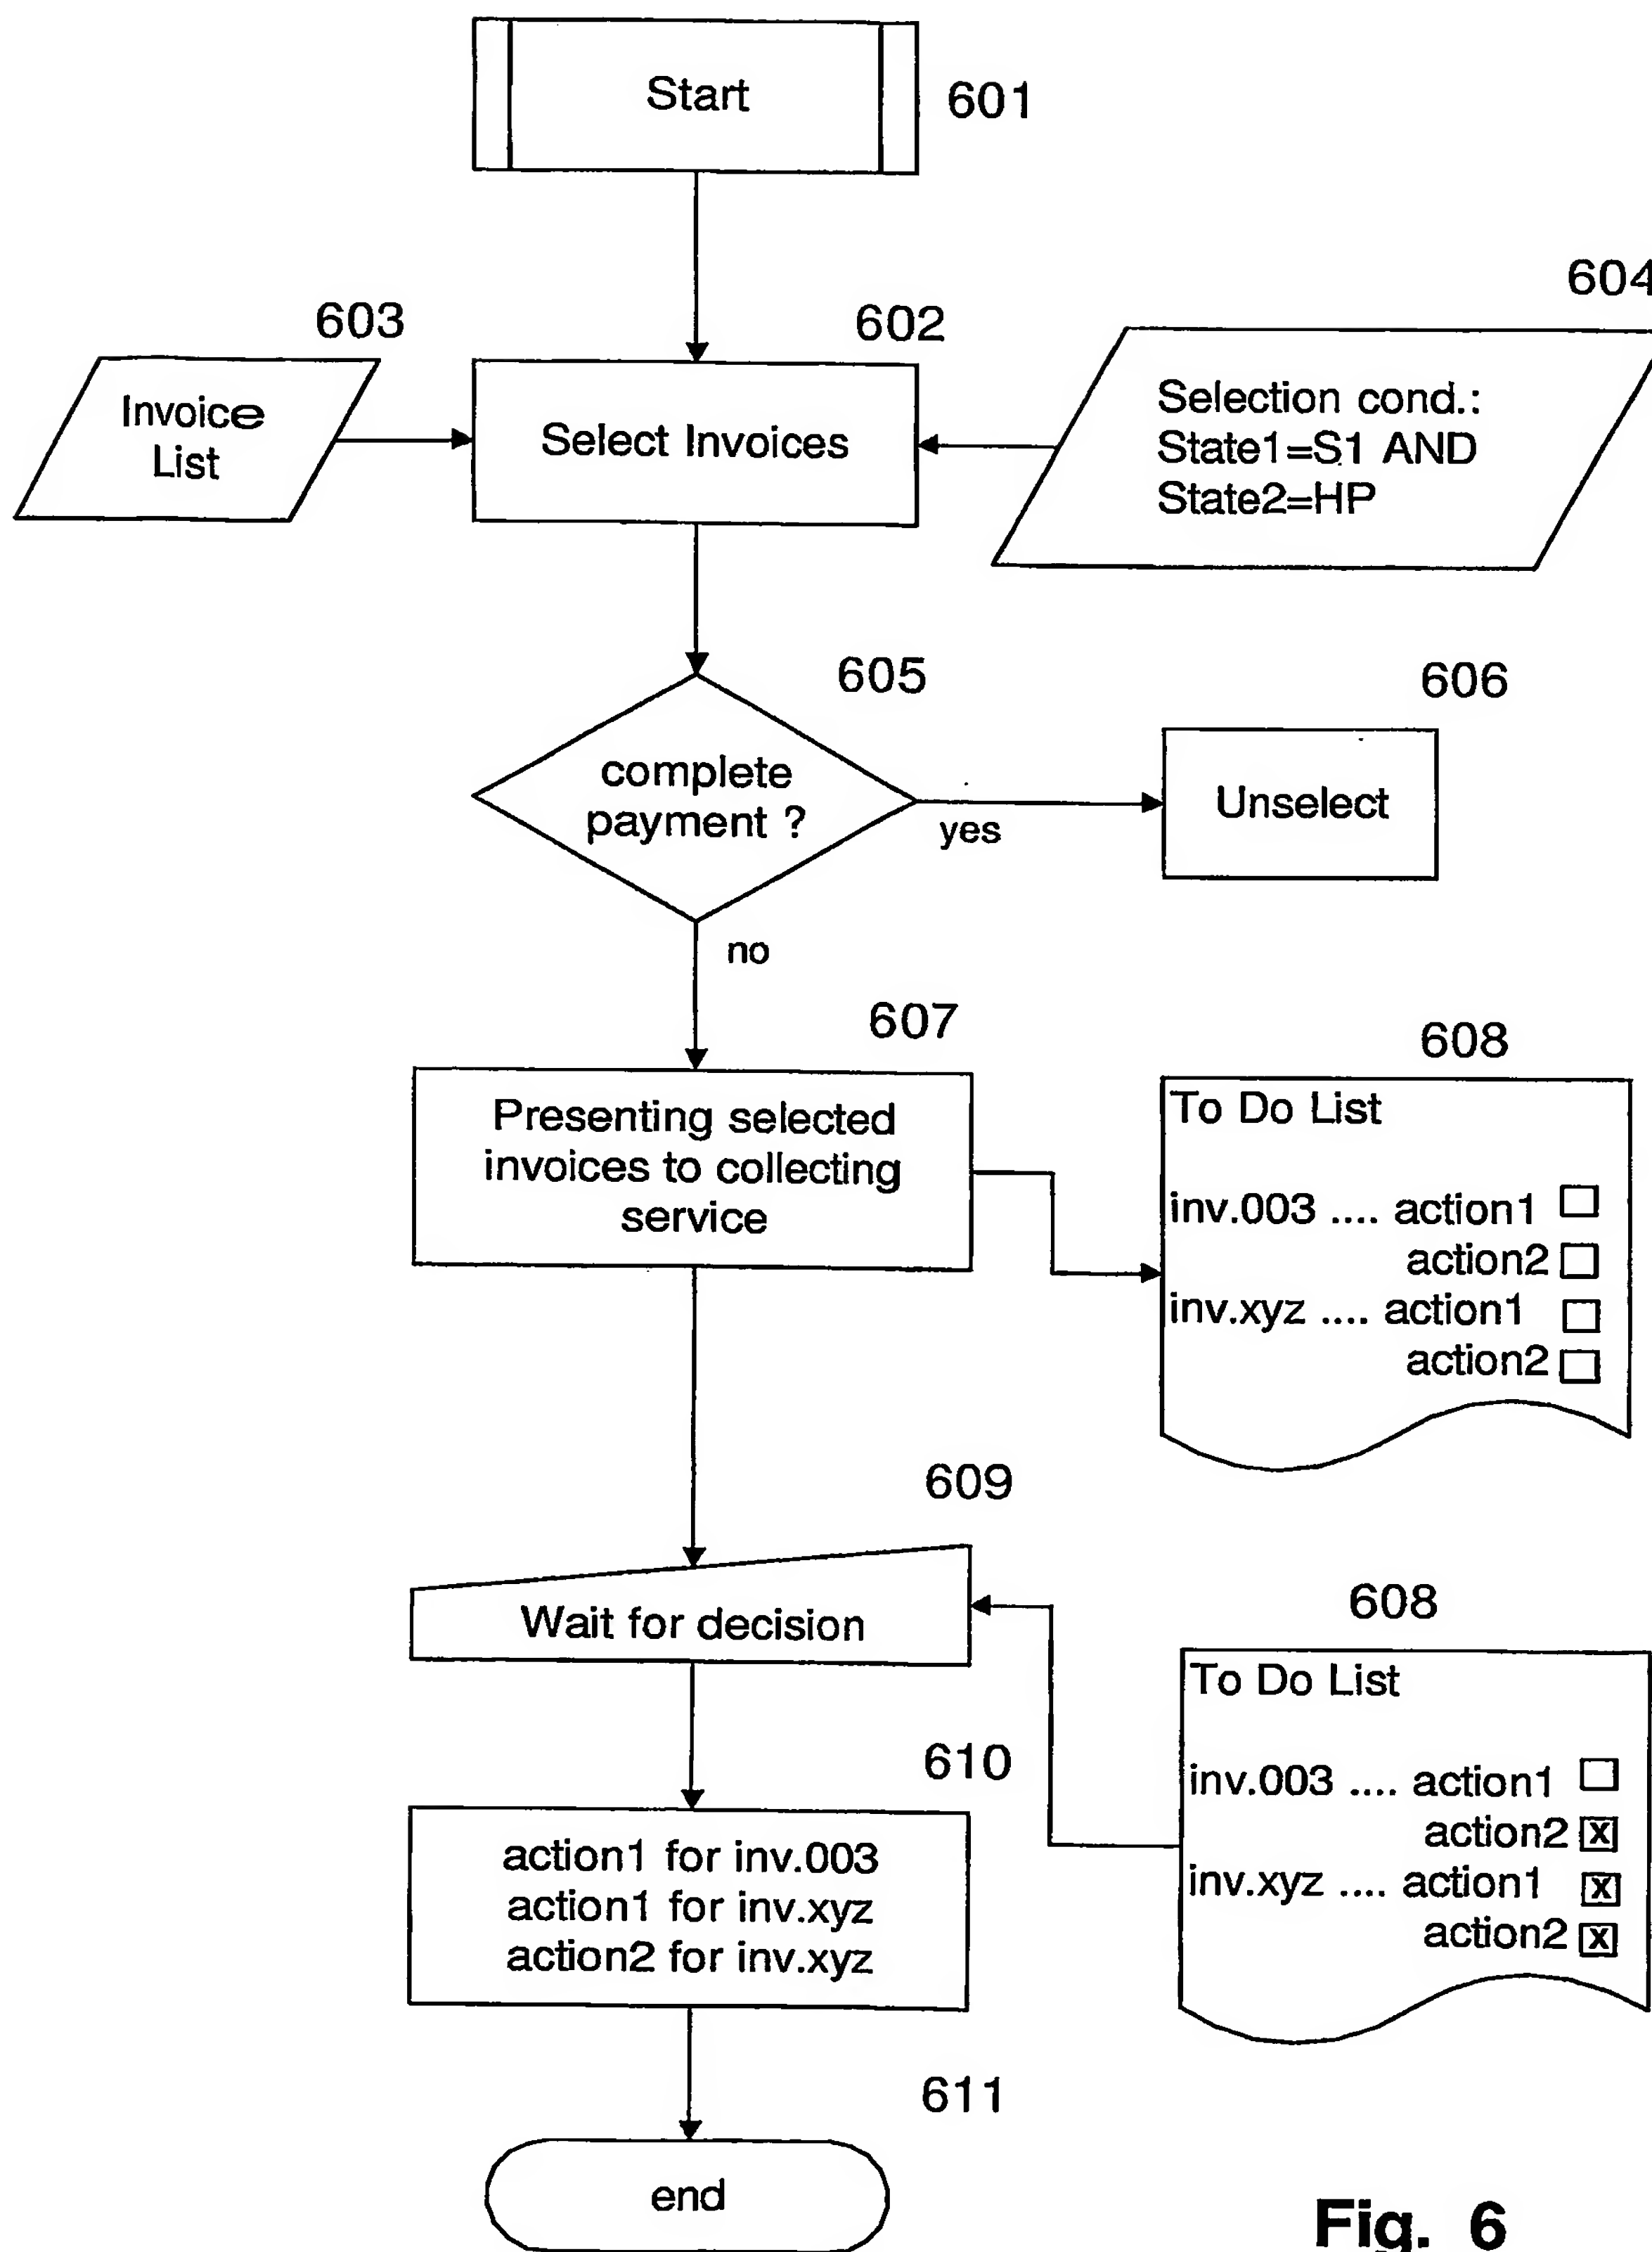 Start
601
604
603
602
Invoice
List
Select Invoices
Selection cond.:
State1=S1 AND
State2=HP
605
606
complete
payment ?
yes
Unselect
no
607
608
Presenting selected
invoices to collecting
service
To Do List
inv.003 .... action1
action2
inv.xyz .... action1
action2
609
Wait for decision
608
To Do List
inv.003 .... action1
action2 x
inv.xyz .... action1 x
action2 x
610
action1 for inv.003
action1 for inv.xyz
action2 for inv.xyz
611
end
Fig. 6